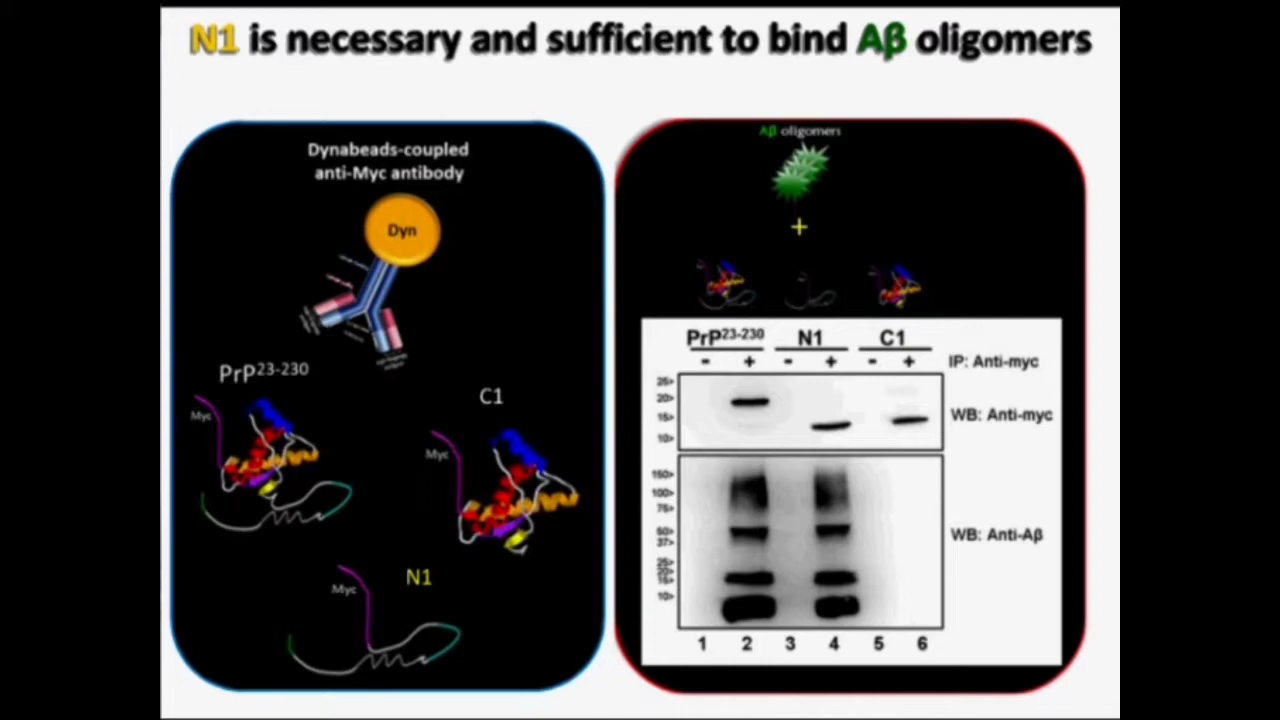 N1 is necessary and sufficient to bind Aβ oligomers
Dynabeads-coupled
anti-Myc antibody
Dyn
PrP23-230
Myc
C1
Myc
N1
Myc
Aβ oligomers
+
PrP23-230 N1 C1
- + - + - + IP: Anti-myc
25>
20>
15>
10>
WB: Anti-myc
150>
100>
75>
50>
37>
25>
20>
15>
10>
WB: Anti-Aβ
1 2 3 4 5 6